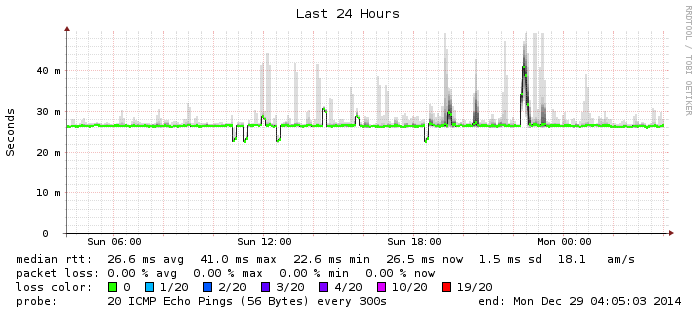 Last 24 Hours
RRDTOOL / TOBI OETIKER
Seconds
40 m
30 m
20 m
10 m
0
Sun 06:00 Sun 12:00 Sun 18:00 Mon 00:00
median rtt: 26.6 ms avg 41.0 ms max 22.6 ms min 26.5 ms now 1.5 ms sd 18.1 am/s
packet loss: 0.00 % avg 0.00 % max 0.00 % min 0.00 % now
loss color: 0 1/20 2/20 3/20 4/20 10/20 19/20
probe: 20 ICMP Echo Pings (56 Bytes) every 300s end: Mon Dec 29 04:05:03 2014